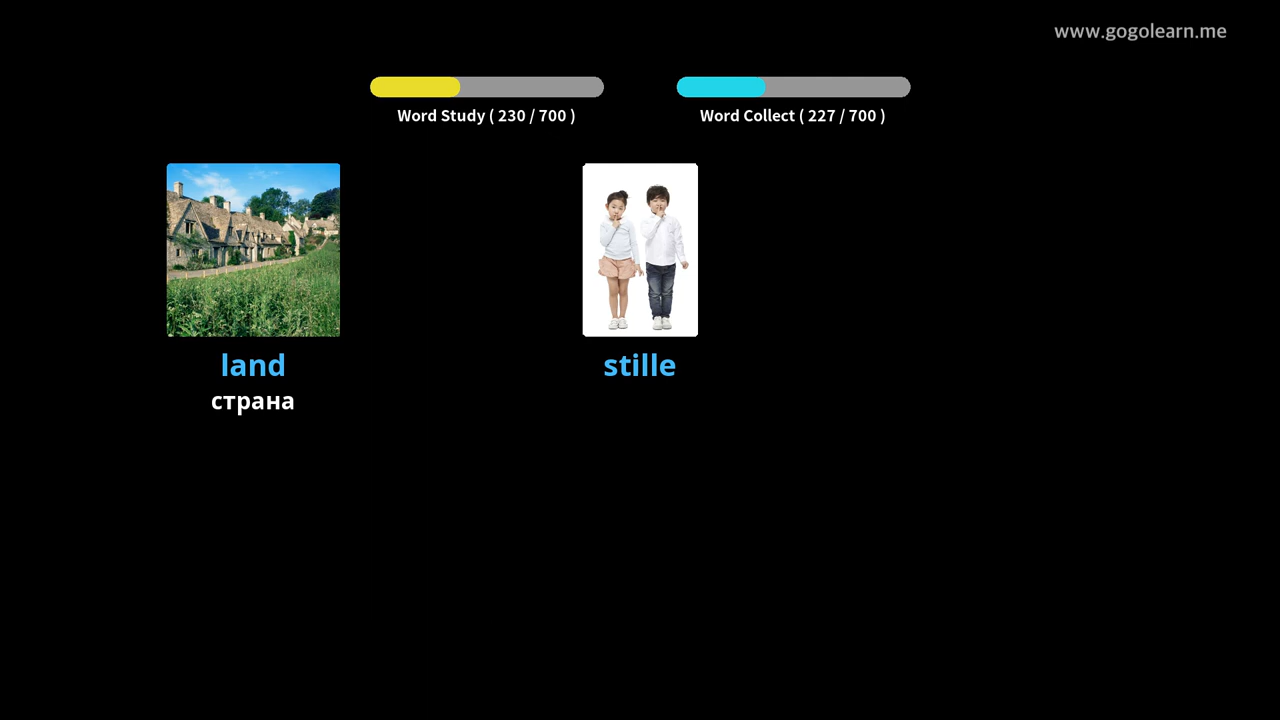 www.gogolearn.me
Word Study ( 230 / 700 )
Word Collect ( 227 / 700 )
land
страна
stille